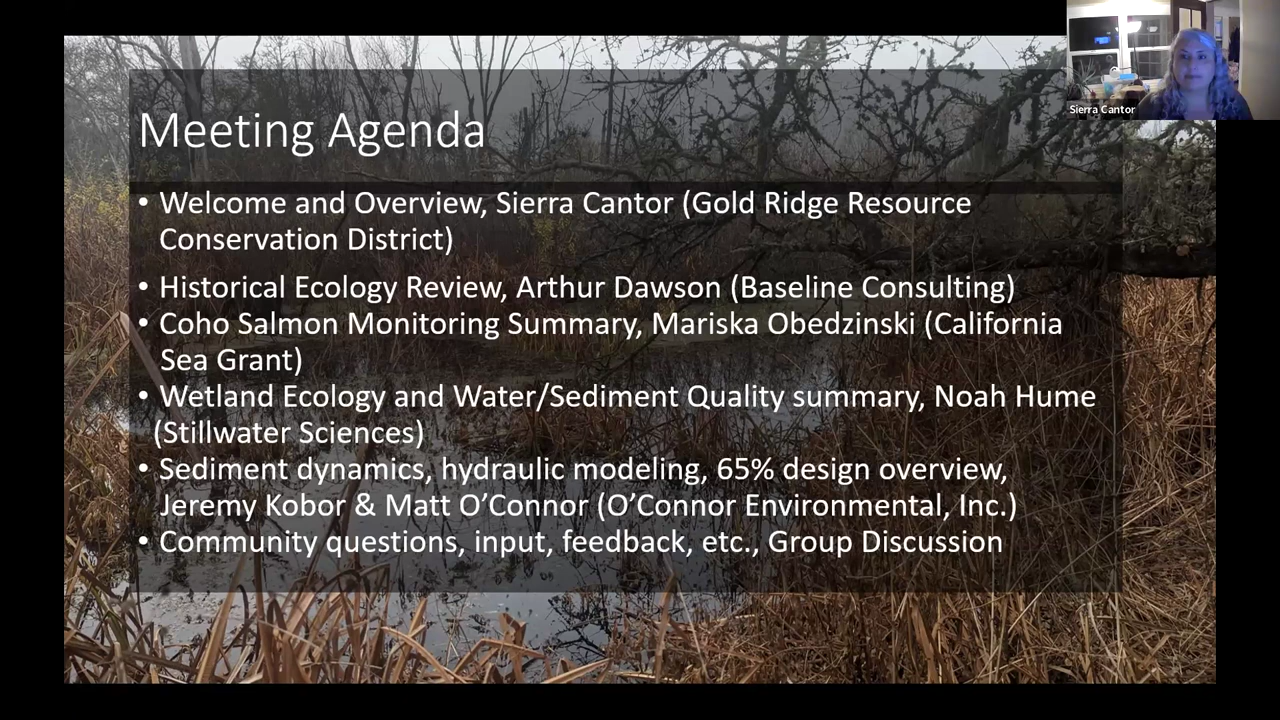 Sierra Cantor
Meeting Agenda
• Welcome and Overview, Sierra Cantor (Gold Ridge Resource
Conservation District)
• Historical Ecology Review, Arthur Dawson (Baseline Consulting)
• Coho Salmon Monitoring Summary, Mariska Obedzinski (California
Sea Grant)
• Wetland Ecology and Water/Sediment Quality summary, Noah Hume
(Stillwater Sciences)
• Sediment dynamics, hydraulic modeling, 65% design overview,
Jeremy Kobor & Matt O’Connor (O’Connor Environmental, Inc.)
• Community questions, input, feedback, etc., Group Discussion